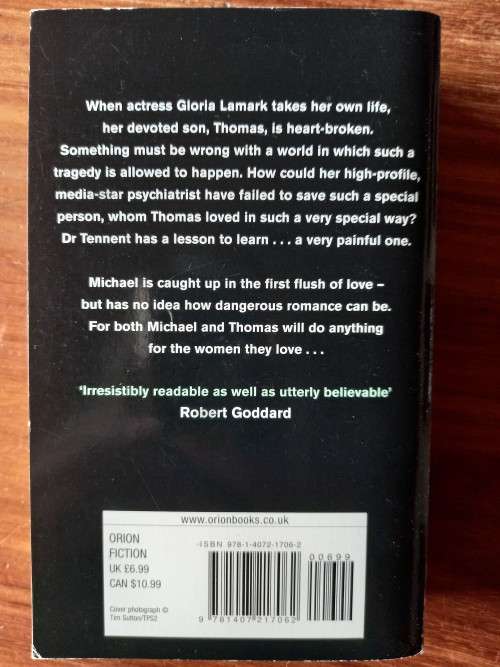 When actress Gloria Lamark takes her own life,
her devoted son, Thomas, is heart-broken.
Something must be wrong with a world in which such a
tragedy is allowed to happen. How could her high-profile,
media-star psychiatrist have failed to save such a special
person, whom Thomas loved in such a very special way?
Dr Tennent has a lesson to learn . . . a very painful one.
Michael is caught up in the first flush of love –
but has no idea how dangerous romance can be.
For both Michael and Thomas will do anything
for the women they love . . .
‘Irresistibly readable as well as utterly believable’
Robert Goddard
www.orionbooks.co.uk
ORION
FICTION
UK £6.99
CAN $10.99
Cover photograph ©
Tim Sutton/TPS2
ISBN 978-1-4072-1706-2
00699
9 781407 217062